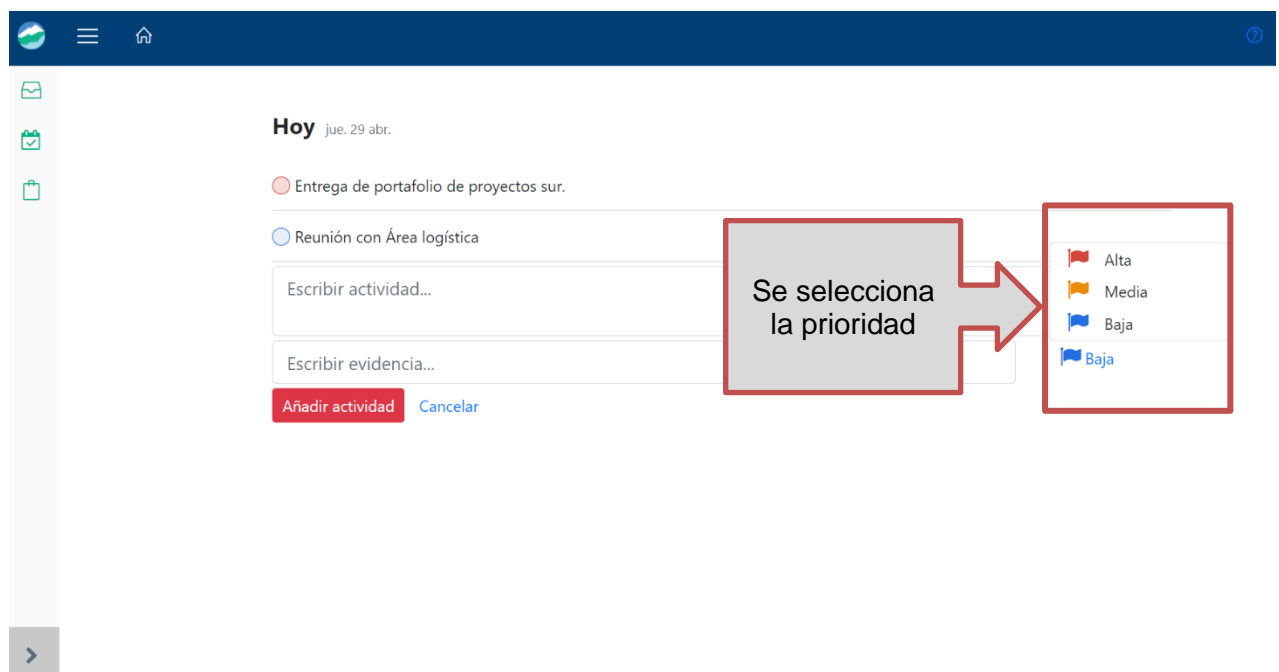 Hoy jue. 29 abr.
Entrega de portafolio de proyectos sur.
Reunión con Área logística
Escribir actividad...
Escribir evidencia...
Añadir actividad Cancelar
Se selecciona
la prioridad
Alta
Media
Baja
Baja